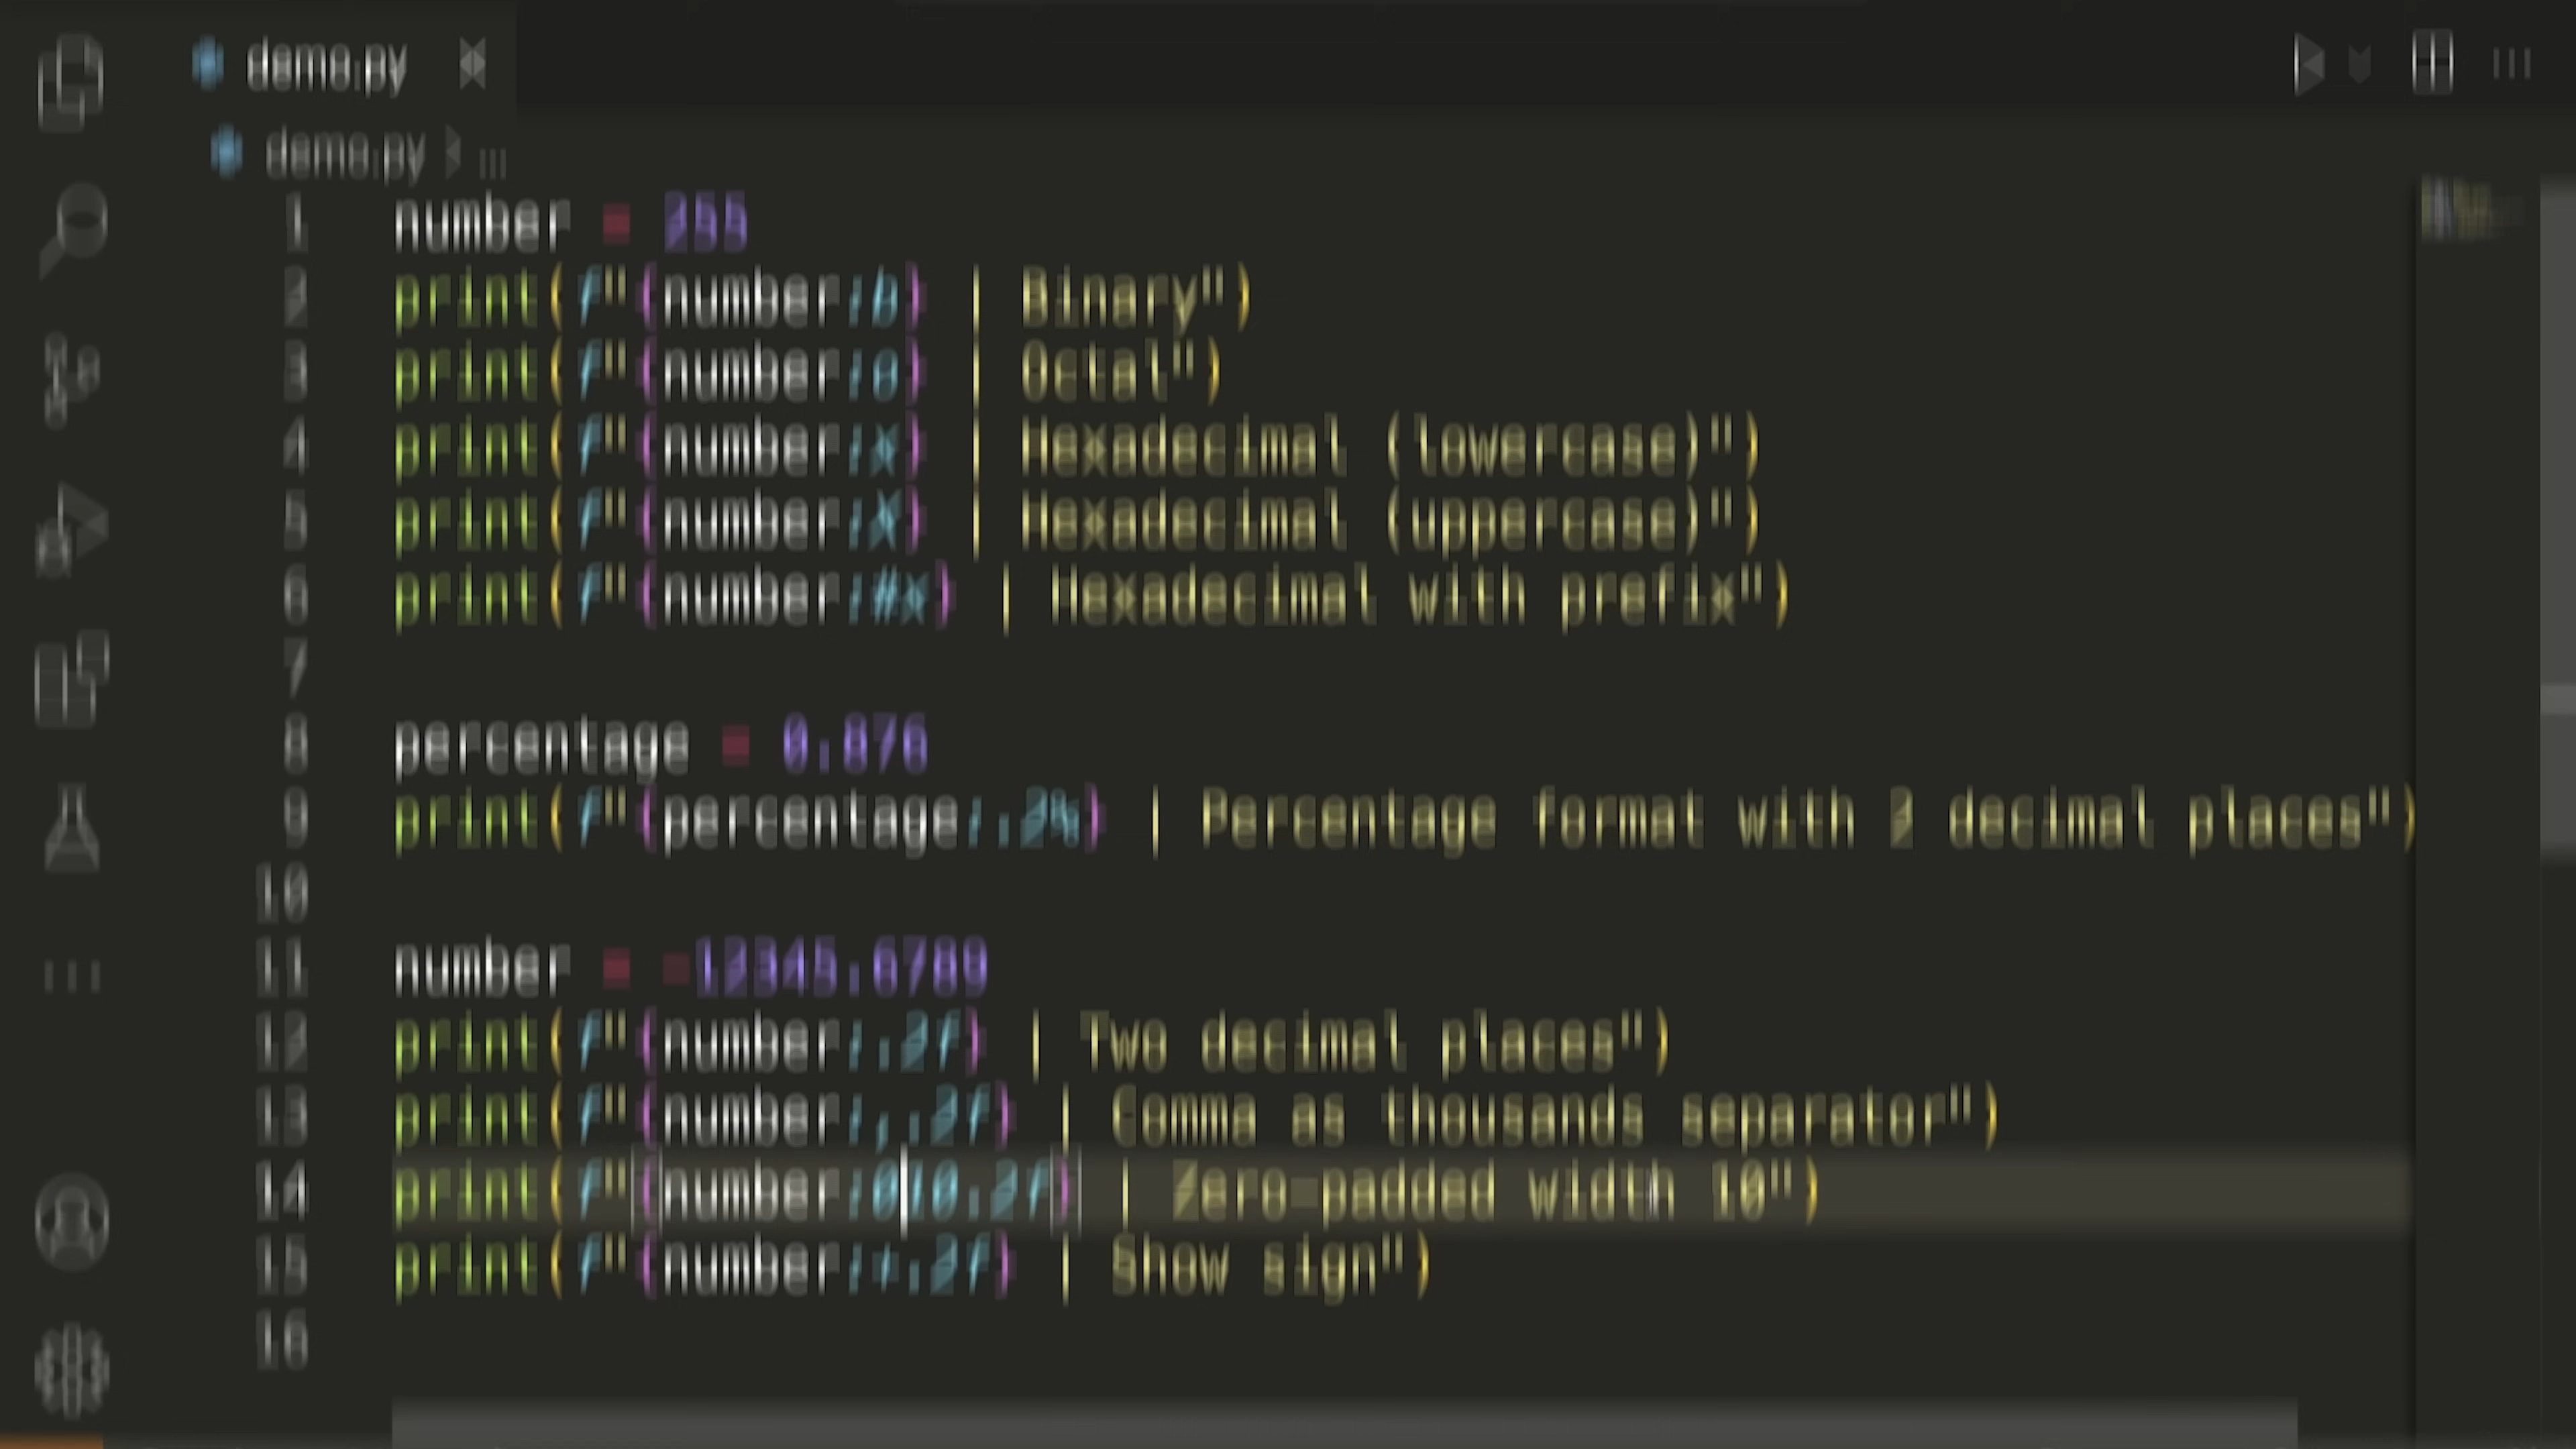 demo.py
demo.py
1 number = 255
2 print(f"{number:b} | Binary")
3 print(f"{number:o} | Octal")
4 print(f"{number:x} | Hexadecimal (lowercase)")
5 print(f"{number:X} | Hexadecimal (uppercase)")
6 print(f"{number:#x} | Hexadecimal with prefix")
7
8 percentage = 0.876
9 print(f"{percentage:.2%} | Percentage format with 2 decimal places")
10
11 number = -12345.6789
12 print(f"{number:.2f} | Two decimal places")
13 print(f"{number:,.2f} | Comma as thousands separator")
14 print(f"{number:010.2f} | Zero-padded width 10")
15 print(f"{number:+.2f} | Show sign")
16